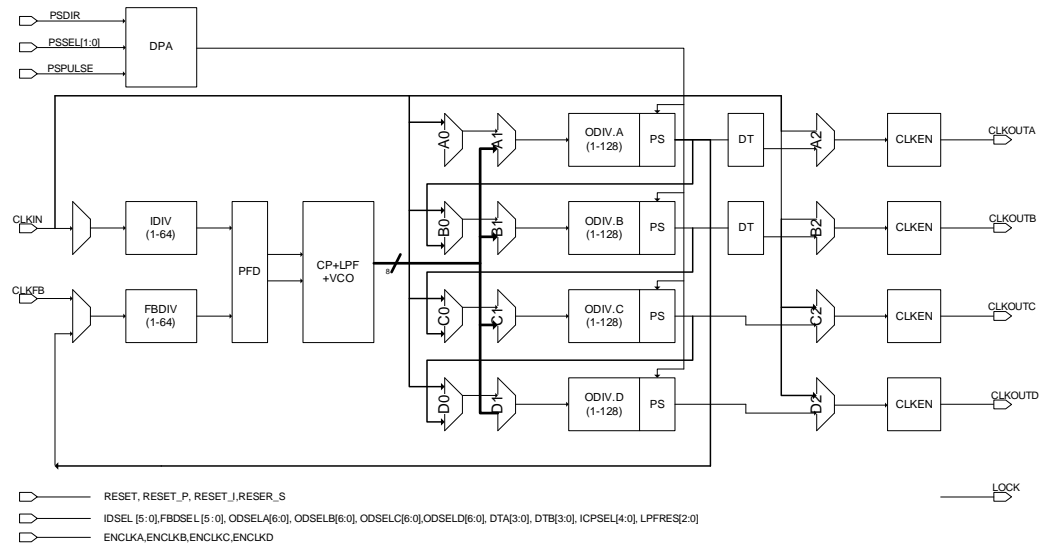 PSDIR
PSSEL[1:0]
PSPULSE
DPA
A0
A1
ODIV.A
(1-128)
PS
DT
A2
CLKEN
CLKOUTA
CLKIN
IDIV
(1-64)
B0
B1
ODIV.B
(1-128)
PS
DT
B2
CLKEN
CLKOUTB
PFD
CP+LPF
+VCO
8
CLKFB
FBDIV
(1-64)
C0
C1
ODIV.C
(1-128)
PS
C2
CLKEN
CLKOUTC
D0
D1
ODIV.D
(1-128)
PS
D2
CLKEN
CLKOUTD
RESET, RESET_P, RESET_I,RESER_S
LOCK
IDSEL [5:0],FBDSEL [5:0], ODSELA[6:0], ODSELB[6:0], ODSELC[6:0],ODSELD[6:0], DTA[3:0], DTB[3:0], ICPSEL[4:0], LPFRES[2:0]
ENCLKA,ENCLKB,ENCLKC,ENCLKD